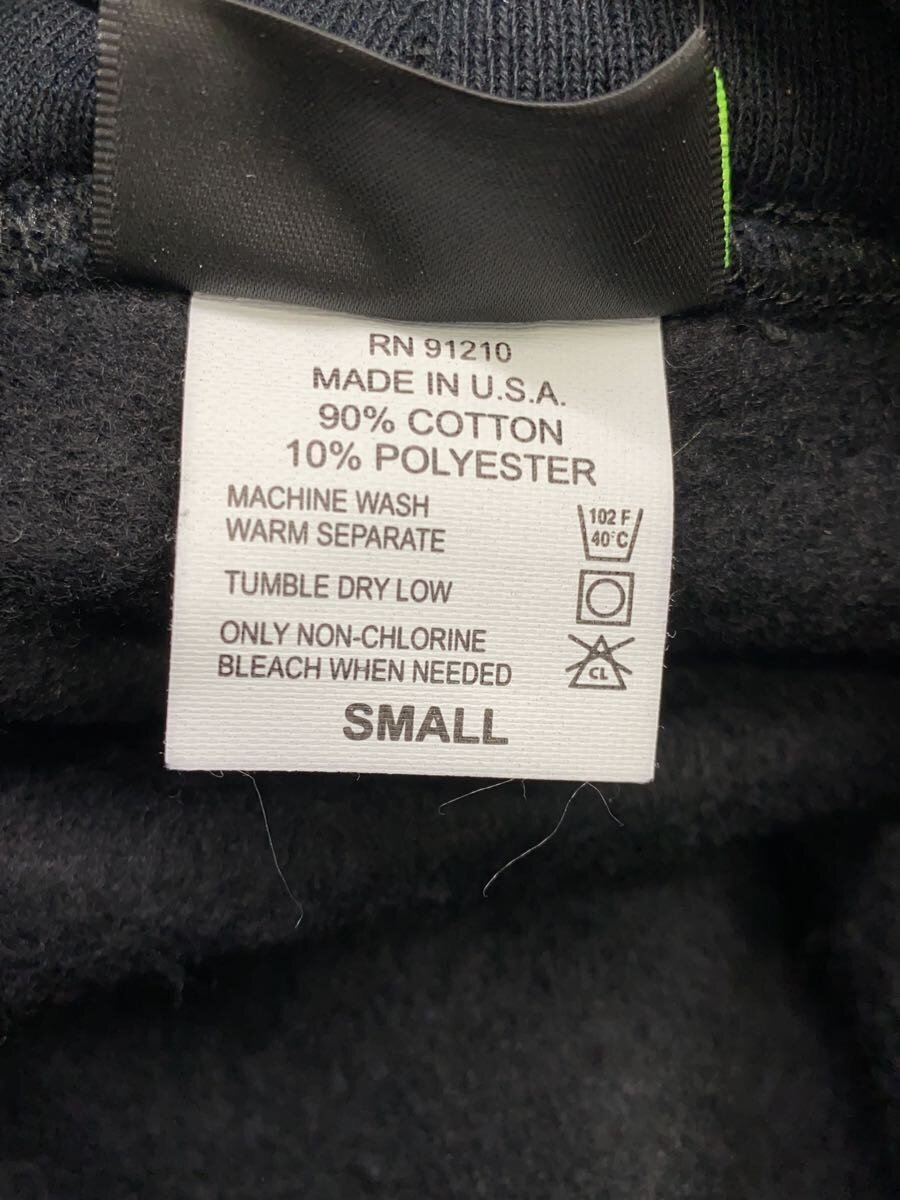 RN 91210
MADE IN U.S.A.
90% COTTON
10% POLYESTER
MACHINE WASH
WARM SEPARATE
102 F
40°C
TUMBLE DRY LOW
ONLY NON-CHLORINE
BLEACH WHEN NEEDED
CL
SMALL